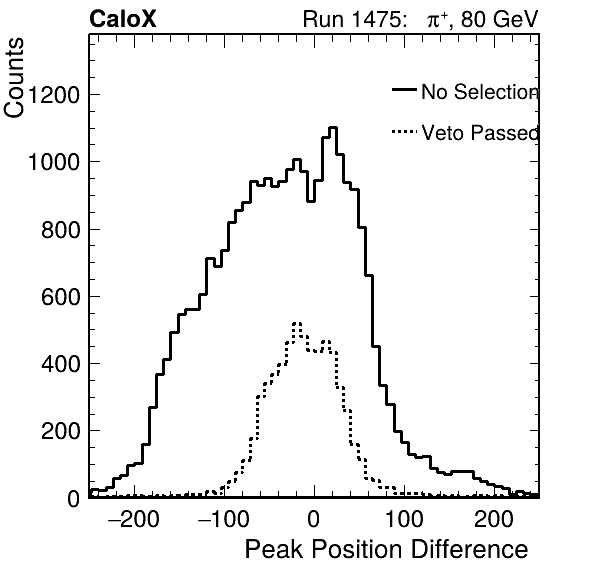 CaloX Run 1475: π⁺, 80 GeV
Counts
No Selection
Veto Passed
1200
1000
800
600
400
200
0
−200 −100 0 100 200
Peak Position Difference